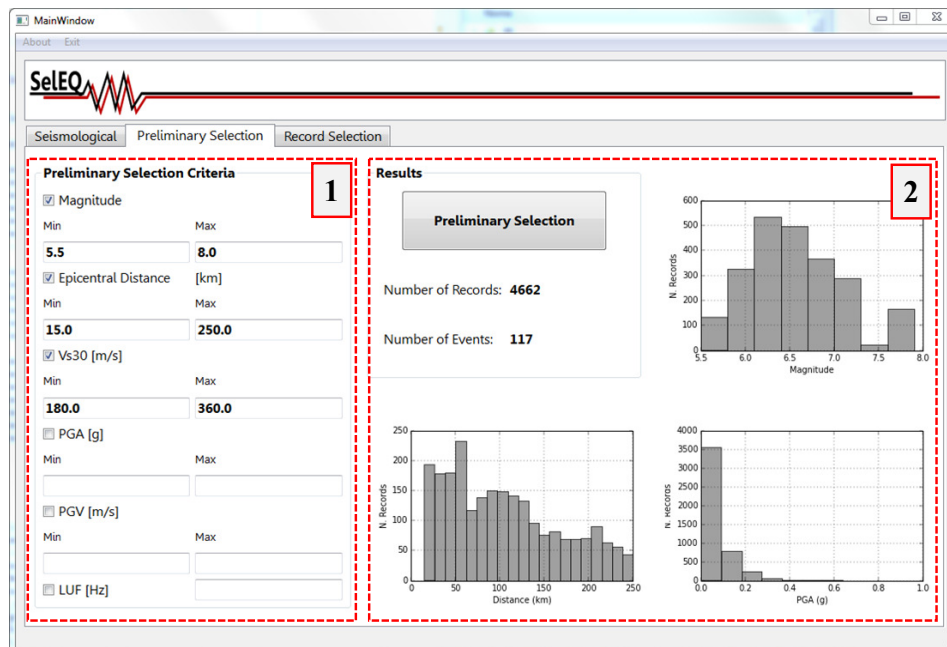 MainWindow
About Exit
SelEQ
Seismological Preliminary Selection Record Selection
Preliminary Selection Criteria
1
Magnitude
Min Max
5.5 8.0
Epicentral Distance [km]
Min Max
15.0 250.0
Vs30 [m/s]
Min Max
180.0 360.0
PGA [g]
Min Max
PGV [m/s]
Min Max
LUF [Hz]
Results
2
Preliminary Selection
Number of Records: 4662
Number of Events: 117
600
500
400
300
200
100
0
N. Records
5.5 6.0 6.5 7.0 7.5 8.0
Magnitude
250
200
150
100
50
0
N. Records
0 50 100 150 200 250
Distance (km)
4000
3500
3000
2500
2000
1500
1000
500
0
N. Records
0.0 0.2 0.4 0.6 0.8 1.0
PGA (g)